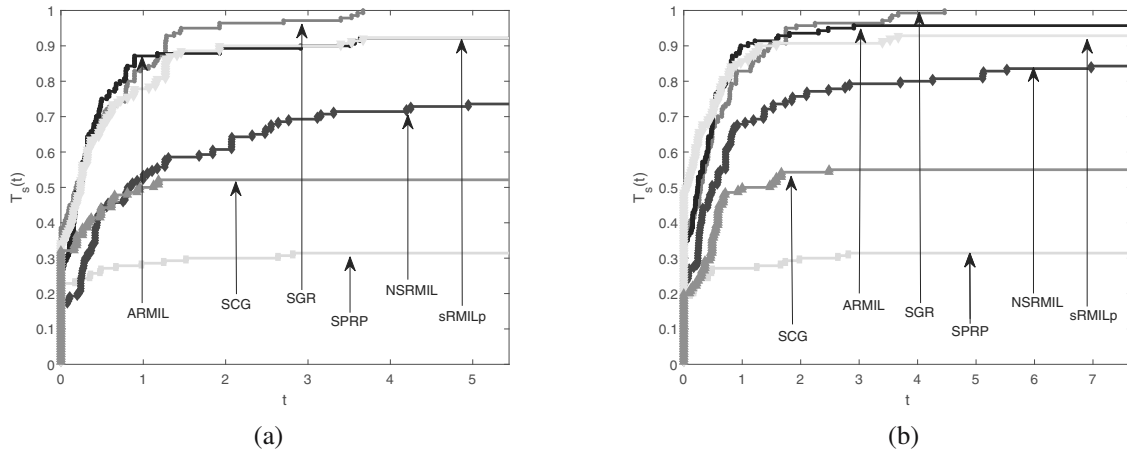 1
0.9
0.8
0.7
0.6
0.5
0.4
0.3
0.2
0.1
0
T_s(t)
ARMIL
SCG
SGR
SPRP
NSRMIL
sRMILp
0 1 2 3 4 5
t
(a)
1
0.9
0.8
0.7
0.6
0.5
0.4
0.3
0.2
0.1
0
T_s(t)
SCG
ARMIL
SGR
SPRP
NSRMIL
sRMILp
0 1 2 3 4 5 6 7
t
(b)